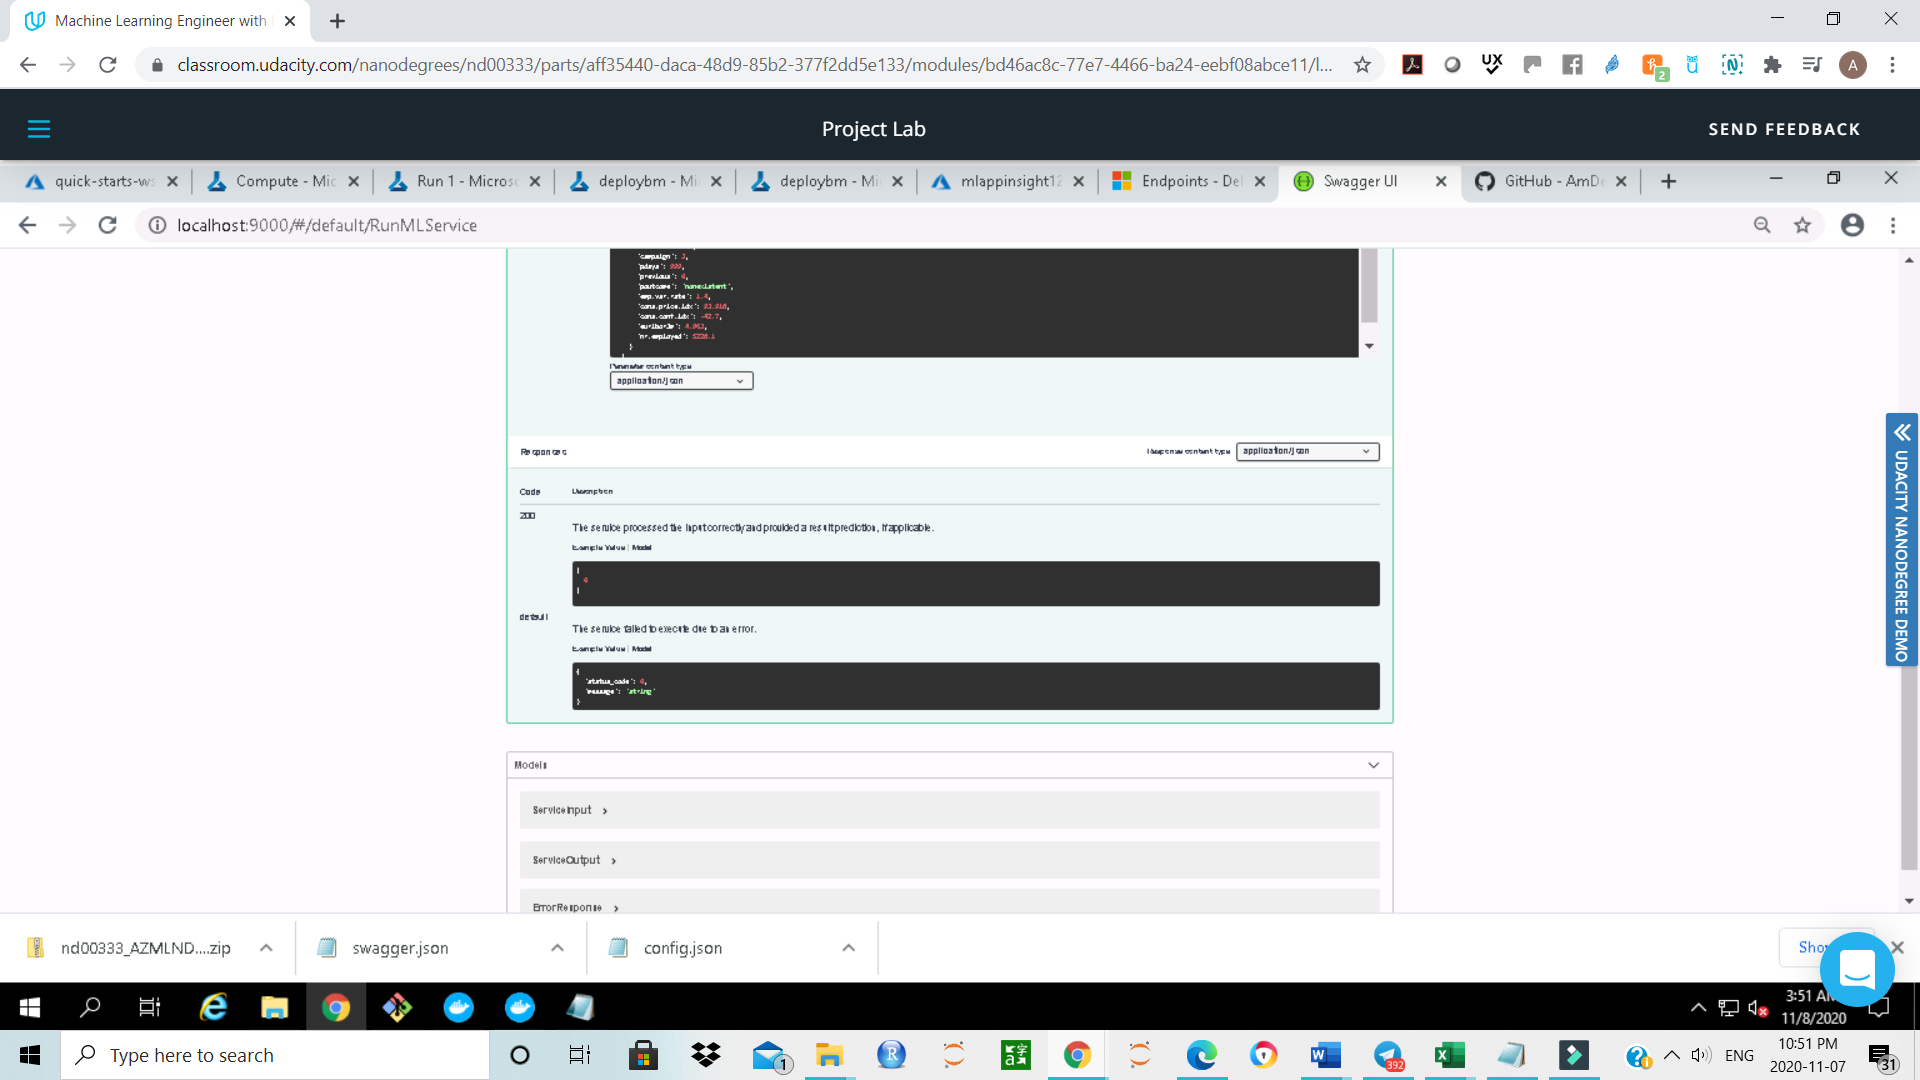 Machine Learning Engineer with
classroom.udacity.com/nanodegrees/nd00333/parts/aff35440-daca-48d9-85b2-377f2dd5e133/modules/bd46ac8c-77e7-4466-ba24-eebf08abce11/l...
UX
2
A
Project Lab
SEND FEEDBACK
quick-starts-ws
Compute - Mic
Run 1 - Microso
deploybm - Mi
deploybm - Mi
mlappinsight12
Endpoints - Del
Swagger UI
GitHub - AmDe
localhost:9000/#/default/RunMLService
"campaign": 3,
"pdays": 999,
"previous": 0,
"poutcome": "nonexistent",
"emp.var.rate": 1.4,
"cons.price.idx": 93.918,
"cons.conf.idx": -42.7,
"euribor3m": 4.963,
"nr.employed": 5228.1
}
Parameter content type
application/json
Responses
Response content type
application/json
Code
Description
200
The service processed the input correctly and provided a result prediction, if applicable.
Example Value | Model
[
0
]
default
The service failed to execute due to an error.
Example Value | Model
{
"status_code": 0,
"message": "string"
}
Models
ServiceInput
ServiceOutput
ErrorResponse
UDACITY NANODEGREE DEMO
nd00333_AZMLND....zip
swagger.json
config.json
Sho
3:51 AM
11/8/2020
Type here to search
1
R
392
ENG
10:51 PM
2020-11-07
31